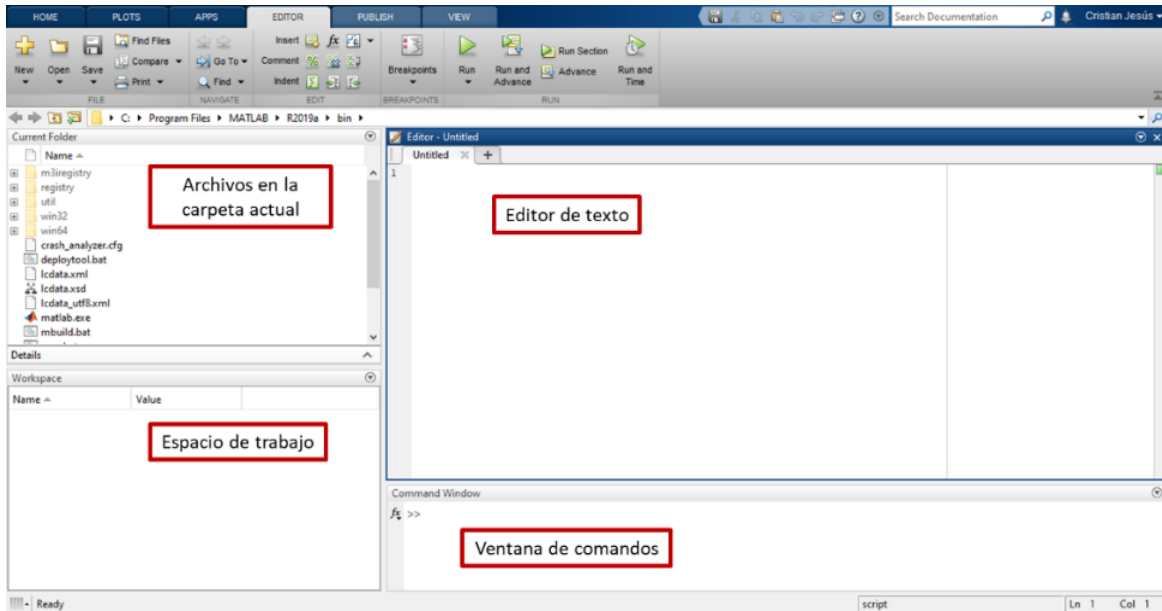 HOME PLOTS APPS EDITOR PUBLISH VIEW Search Documentation Cristian Jesús
New Open Save Find Files Compare Print
FILE
Go To Find
NAVIGATE
Insert fx
Comment
Indent
EDIT
Breakpoints
BREAKPOINTS
Run Run and Advance Run Section Advance Run and Time
RUN
C: Program Files MATLAB R2019a bin
Current Folder
Name
m3iregistry
registry
util
win32
win64
crash_analyzer.cfg
deploytool.bat
lcdata.xml
lcdata.xsd
lcdata_utf8.xml
matlab.exe
mbuild.bat
Archivos en la
carpeta actual
Details
Workspace
Name Value
Espacio de trabajo
Editor - Untitled
Untitled +
1
Editor de texto
Command Window
fx >>
Ventana de comandos
Ready script Ln 1 Col 1